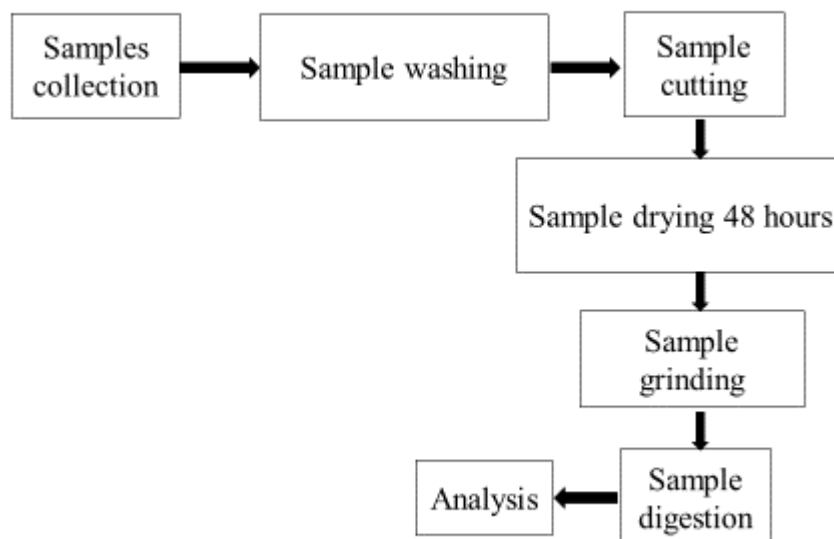 Samples
collection
Sample washing
Sample
cutting
Sample drying 48 hours
Sample
grinding
Sample
digestion
Analysis